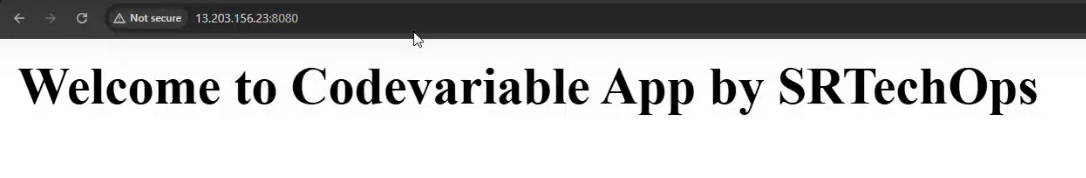 Not secure 13.203.156.23:8080
Welcome to Codevariable App by SRTechOps